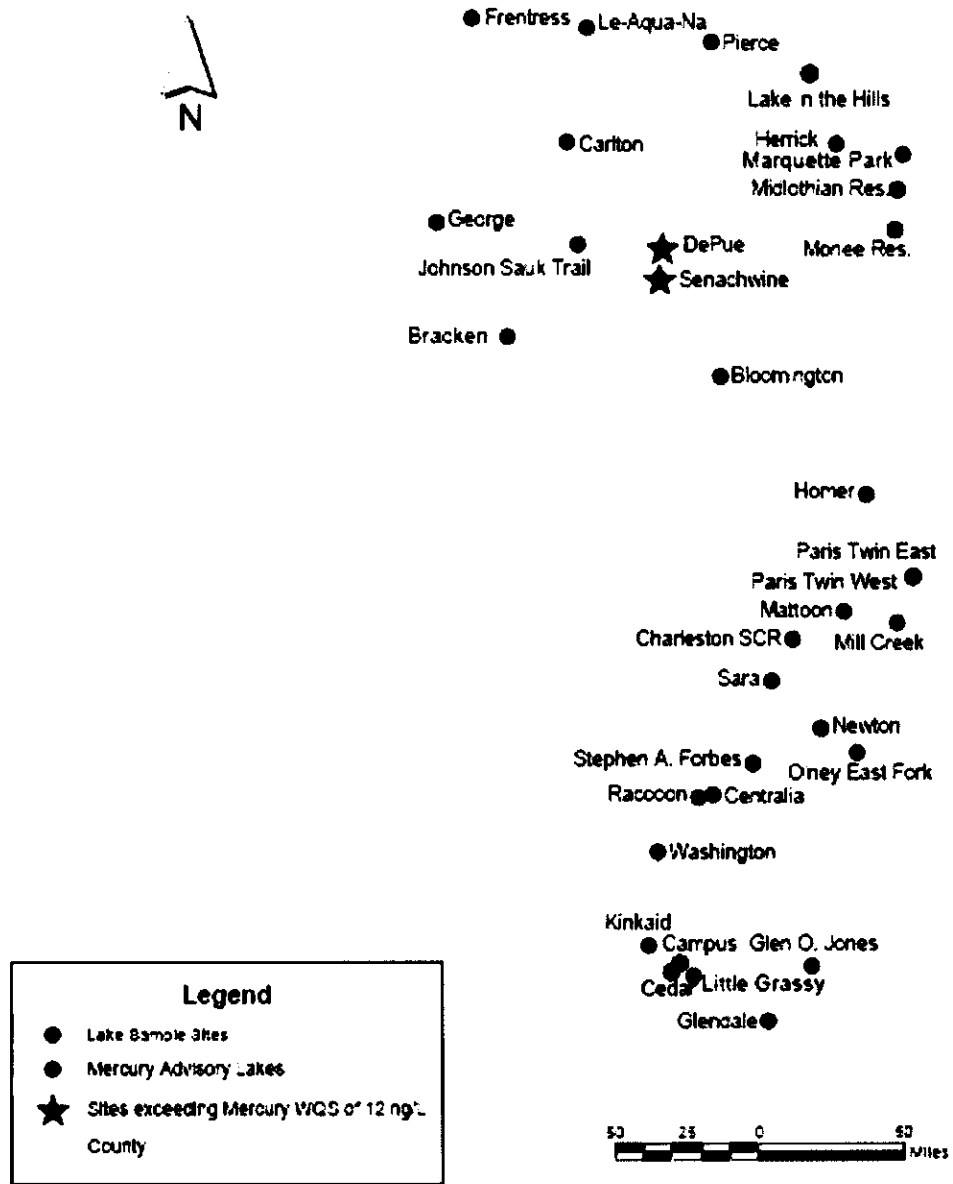 Frentress
Le-Aqua-Na
Pierce
N
Lake n the Hills
Carlton
Herrick
Marquette Park
Midlothian Res.
George
DePue
Monee Res.
Johnson Sauk Trail
Senachwine
Bracken
Bloomington
Homer
Paris Twin East
Paris Twin West
Mattoon
Charleston SCR
Mill Creek
Sara
Newton
Stephen A. Forbes
Olney East Fork
Raccoon
Centralia
Washington
Kinkaid
Campus
Glen O. Jones
Cedar
Little Grassy
Glendale
Legend
Lake Sample Sites
Mercury Advisory Lakes
Sites exceeding Mercury WQS of 12 ng/L
County
50 25 0 50
Miles